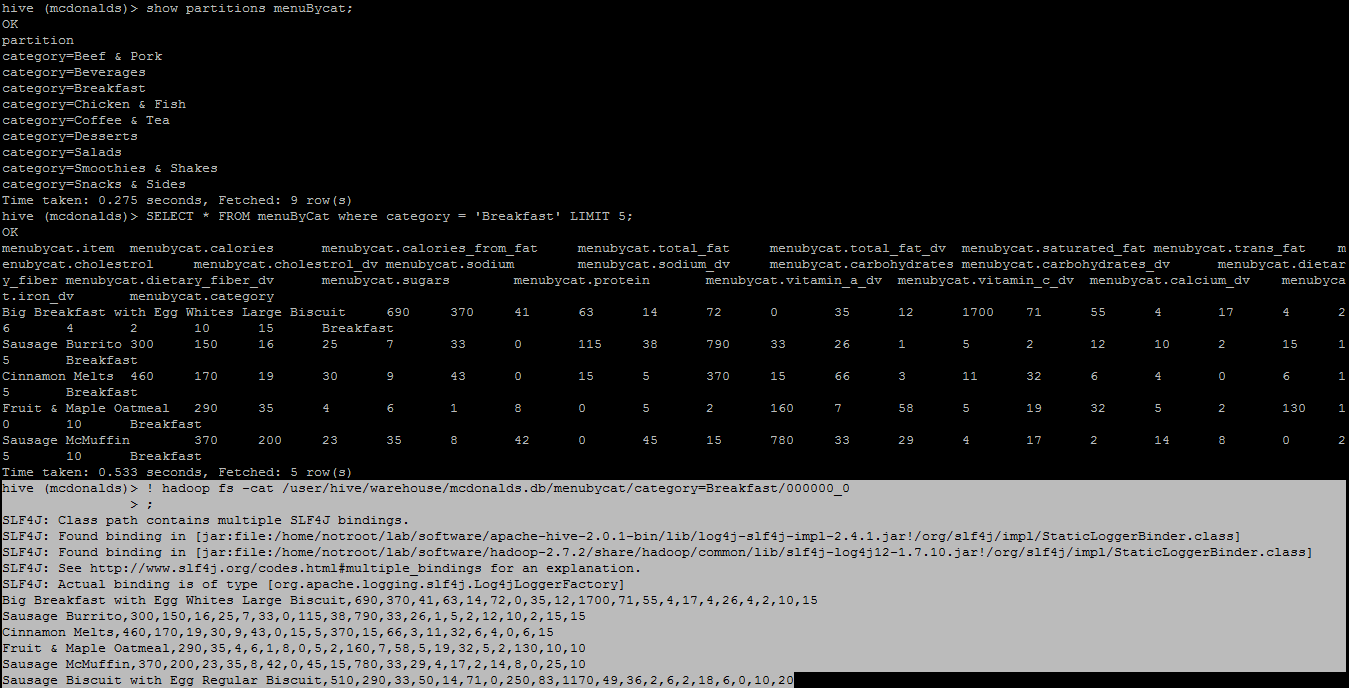 hive (mcdonalds)> show partitions menuBycat;
OK
partition
category=Beef & Pork
category=Beverages
category=Breakfast
category=Chicken & Fish
category=Coffee & Tea
category=Desserts
category=Salads
category=Smoothies & Shakes
category=Snacks & Sides
Time taken: 0.275 seconds, Fetched: 9 row(s)
hive (mcdonalds)> SELECT * FROM menuByCat where category = 'Breakfast' LIMIT 5;
OK
menubycat.item menubycat.calories menubycat.calories_from_fat menubycat.total_fat menubycat.total_fat_dv menubycat.saturated_fat menubycat.trans_fat m
enubycat.cholestrol menubycat.cholestrol_dv menubycat.sodium menubycat.sodium_dv menubycat.carbohydrates menubycat.carbohydrates_dv menubycat.dietar
y_fiber menubycat.dietary_fiber_dv menubycat.sugars menubycat.protein menubycat.vitamin_a_dv menubycat.vitamin_c_dv menubycat.calcium_dv menubyca
t.iron_dv menubycat.category
Big Breakfast with Egg Whites Large Biscuit 690 370 41 63 14 72 0 35 12 1700 71 55 4 17 4 2
6 4 2 10 15 Breakfast
Sausage Burrito 300 150 16 25 7 33 0 115 38 790 33 26 1 5 2 12 10 2 15 1
5 Breakfast
Cinnamon Melts 460 170 19 30 9 43 0 15 5 370 15 66 3 11 32 6 4 0 6 1
5 Breakfast
Fruit & Maple Oatmeal 290 35 4 6 1 8 0 5 2 160 7 58 5 19 32 5 2 130 1
0 10 Breakfast
Sausage McMuffin 370 200 23 35 8 42 0 45 15 780 33 29 4 17 2 14 8 0 2
5 10 Breakfast
Time taken: 0.533 seconds, Fetched: 5 row(s)
hive (mcdonalds)> ! hadoop fs -cat /user/hive/warehouse/mcdonalds.db/menubycat/category=Breakfast/000000_0
> ;
SLF4J: Class path contains multiple SLF4J bindings.
SLF4J: Found binding in [jar:file:/home/notroot/lab/software/apache-hive-2.0.1-bin/lib/log4j-slf4j-impl-2.4.1.jar!/org/slf4j/impl/StaticLoggerBinder.class]
SLF4J: Found binding in [jar:file:/home/notroot/lab/software/hadoop-2.7.2/share/hadoop/common/lib/slf4j-log4j12-1.7.10.jar!/org/slf4j/impl/StaticLoggerBinder.class]
SLF4J: See http://www.slf4j.org/codes.html#multiple_bindings for an explanation.
SLF4J: Actual binding is of type [org.apache.logging.slf4j.Log4jLoggerFactory]
Big Breakfast with Egg Whites Large Biscuit,690,370,41,63,14,72,0,35,12,1700,71,55,4,17,4,26,4,2,10,15
Sausage Burrito,300,150,16,25,7,33,0,115,38,790,33,26,1,5,2,12,10,2,15,15
Cinnamon Melts,460,170,19,30,9,43,0,15,5,370,15,66,3,11,32,6,4,0,6,15
Fruit & Maple Oatmeal,290,35,4,6,1,8,0,5,2,160,7,58,5,19,32,5,2,130,10,10
Sausage McMuffin,370,200,23,35,8,42,0,45,15,780,33,29,4,17,2,14,8,0,25,10
Sausage Biscuit with Egg Regular Biscuit,510,290,33,50,14,71,0,250,83,1170,49,36,2,6,2,18,6,0,10,20